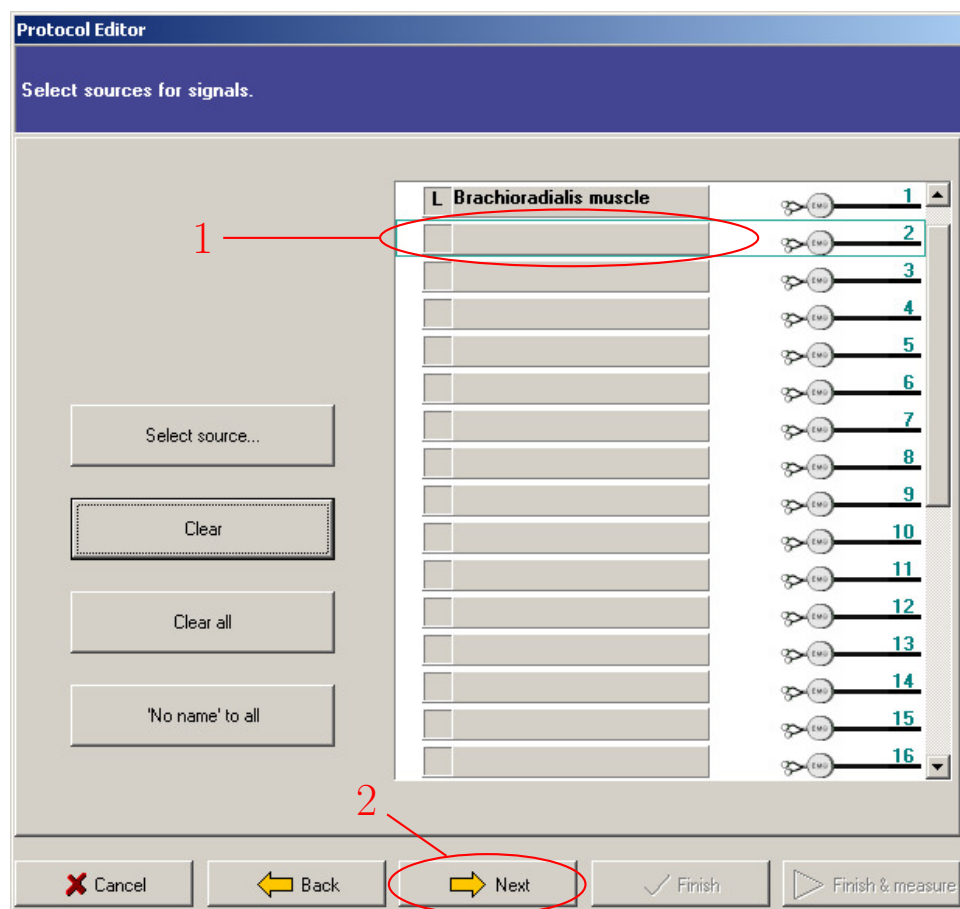 Protocol Editor
Select sources for signals.
L Brachioradialis muscle EMG 1
1
EMG 2
EMG 3
EMG 4
EMG 5
EMG 6
EMG 7
EMG 8
EMG 9
EMG 10
EMG 11
EMG 12
EMG 13
EMG 14
EMG 15
EMG 16
Select source...
Clear
Clear all
'No name' to all
2
Cancel
Back
Next
Finish
Finish & measure